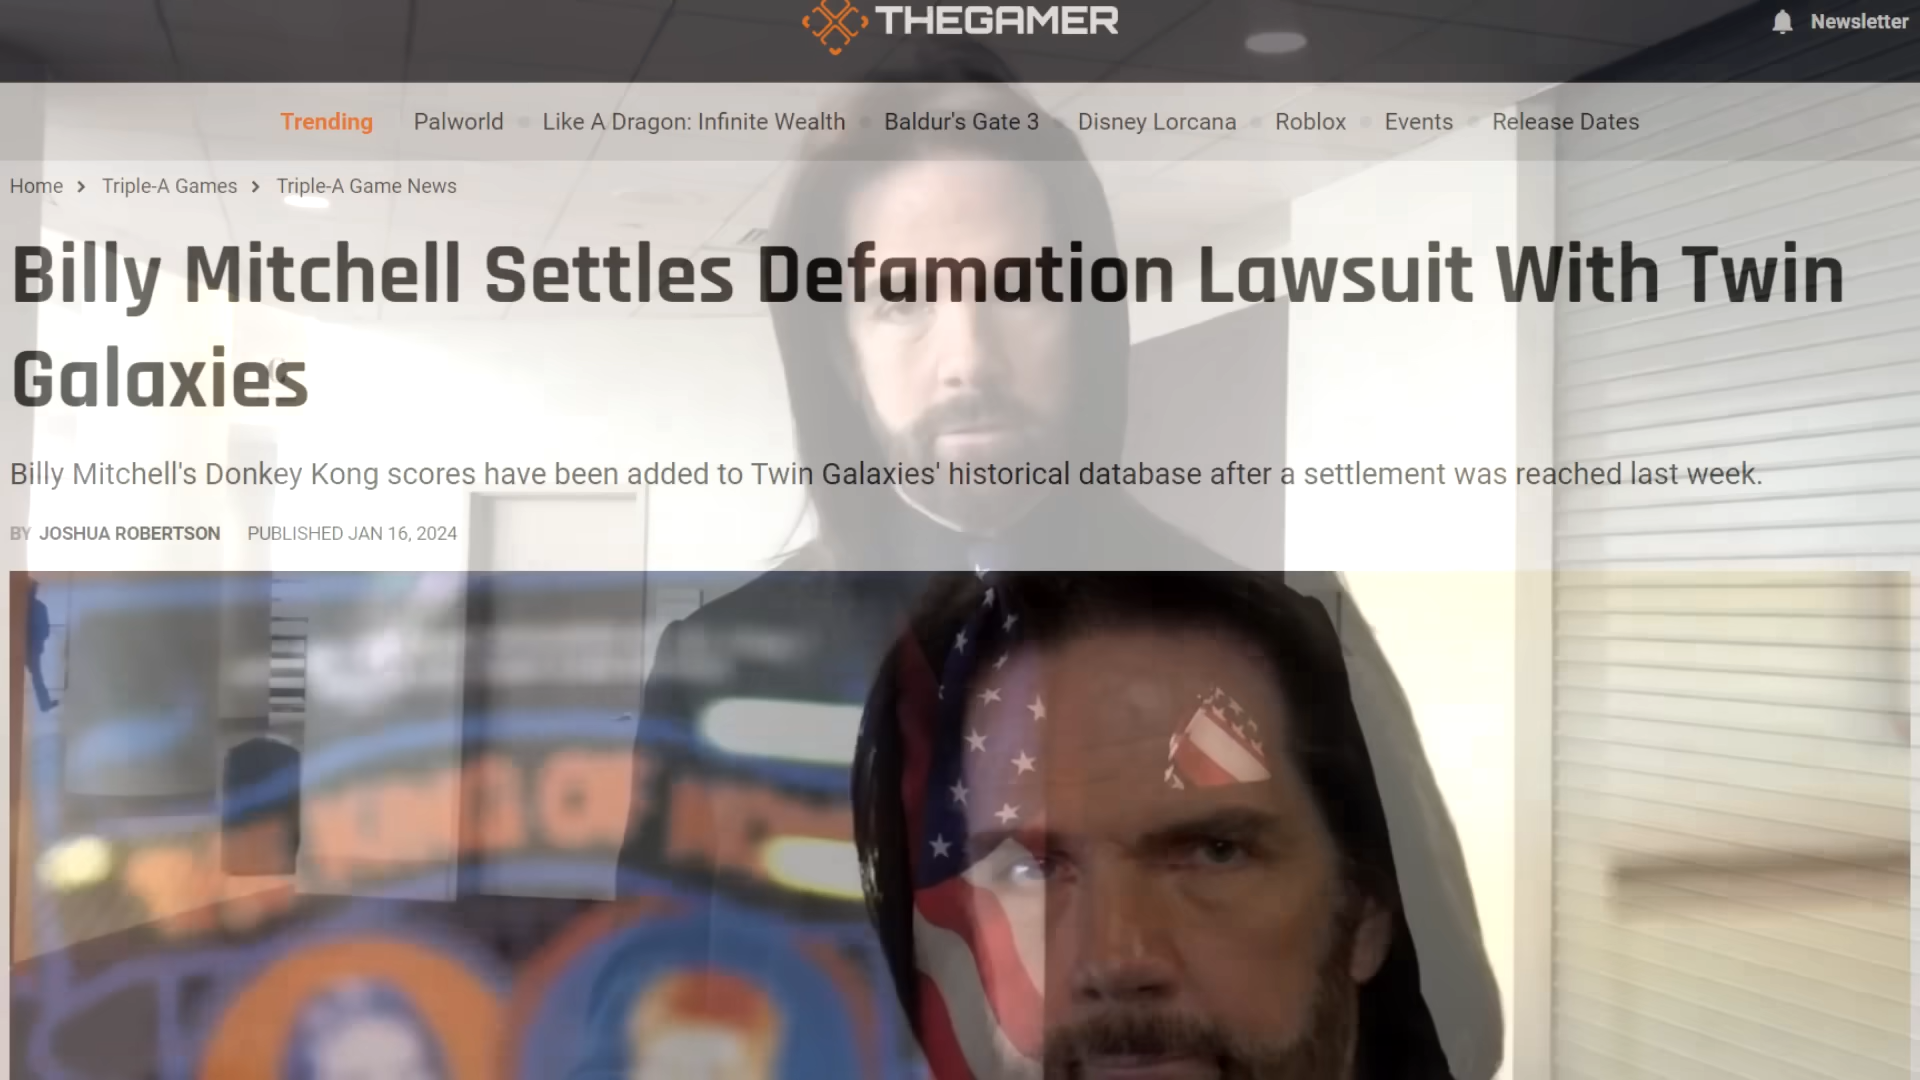 THEGAMER
Newsletter
Trending Palworld Like A Dragon: Infinite Wealth Baldur's Gate 3 Disney Lorcana Roblox Events Release Dates
Home > Triple-A Games > Triple-A Game News
Billy Mitchell Settles Defamation Lawsuit With Twin
Galaxies
Billy Mitchell's Donkey Kong scores have been added to Twin Galaxies' historical database after a settlement was reached last week.
BY JOSHUA ROBERTSON PUBLISHED JAN 16, 2024